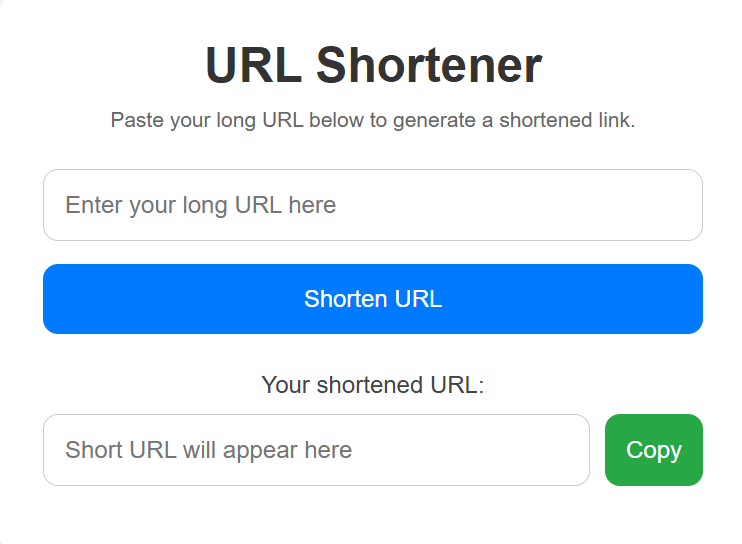 URL Shortener
Paste your long URL below to generate a shortened link.
Enter your long URL here
Shorten URL
Your shortened URL:
Short URL will appear here
Copy